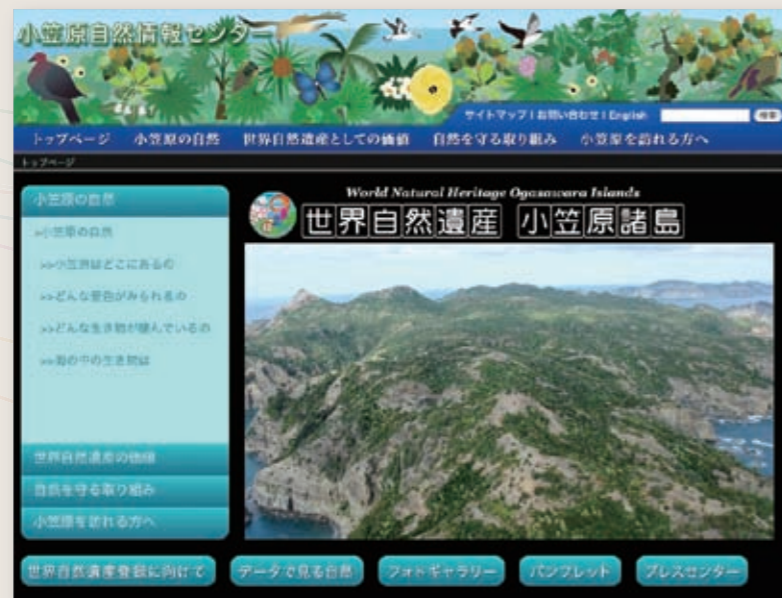 小笠原自然情報センター
サイトマップ | お問い合わせ | English 検索
トップページ 小笠原の自然 世界自然遺産としての価値 自然を守る取り組み 小笠原を訪れる方へ
トップページ
小笠原の自然
>小笠原の自然
>>小笠原はどこにあるの
>>どんな景色がみられるの
>>どんな生き物が棲んでいるの
>>海の中の生き物は
世界自然遺産の価値
自然を守る取り組み
小笠原を訪れる方へ
World Natural Heritage Ogasawara Islands
世界自然遺産 小笠原諸島
世界自然遺産登録に向けて
データで見る自然
フォトギャラリー
パンフレット
プレスセンター